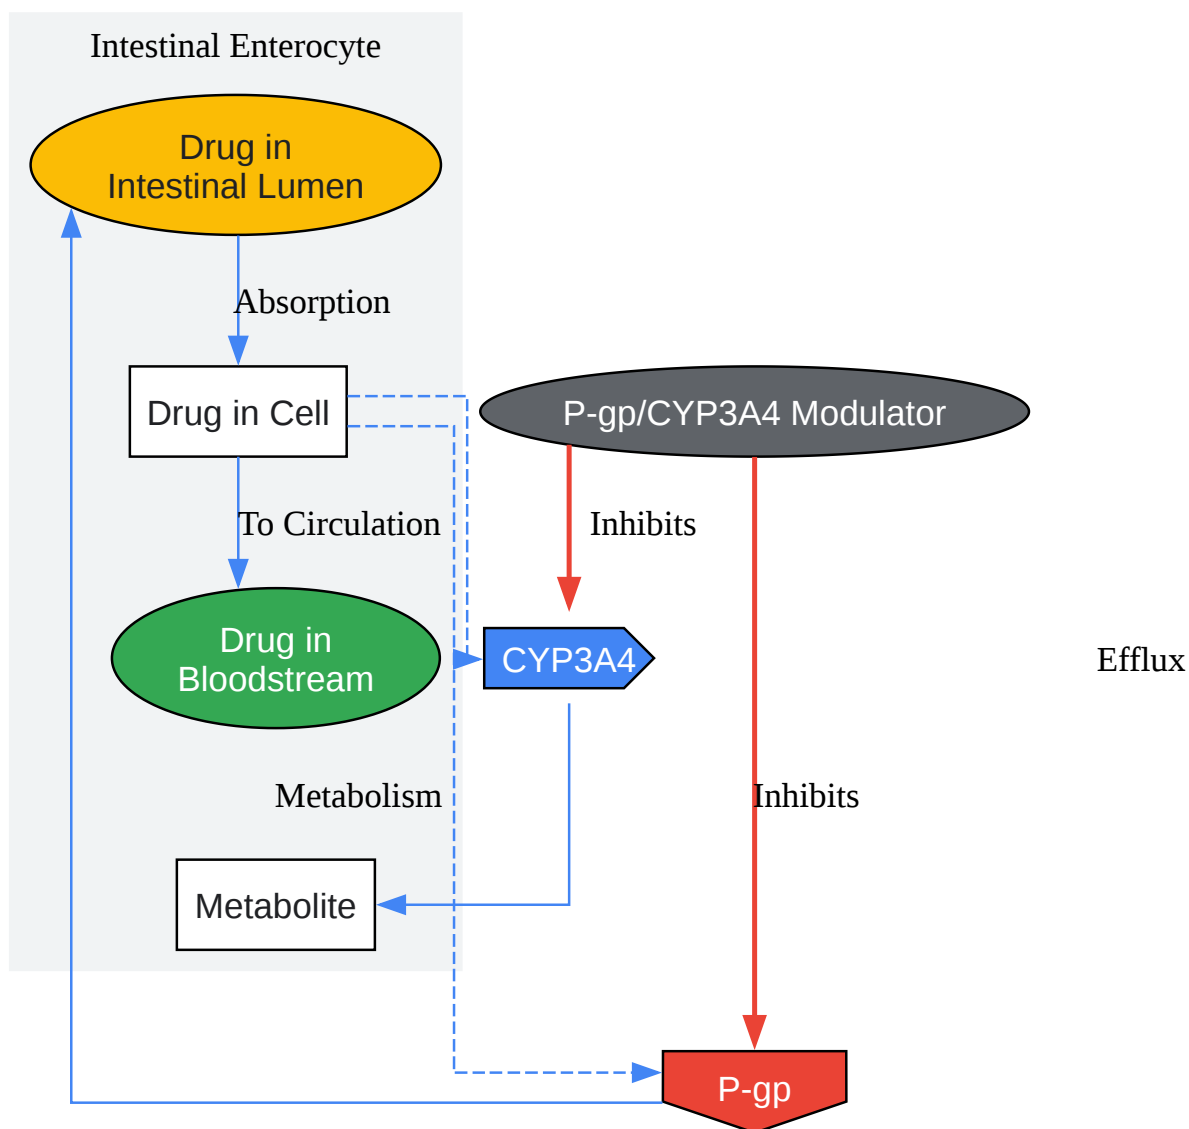 Intestinal Enterocyte
Drug in
Intestinal Lumen
Absorption
Drug in Cell
P-gp/CYP3A4 Modulator
To Circulation
Inhibits
Drug in
Bloodstream
CYP3A4
Efflux
Metabolism
Inhibits
Metabolite
P-gp